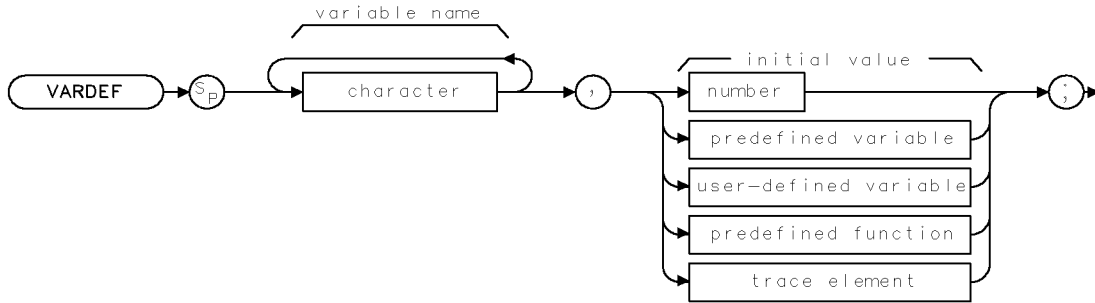 variable name
initial value
VARDEF
SP
character
,
number
;
predefined variable
user-defined variable
predefined function
trace element